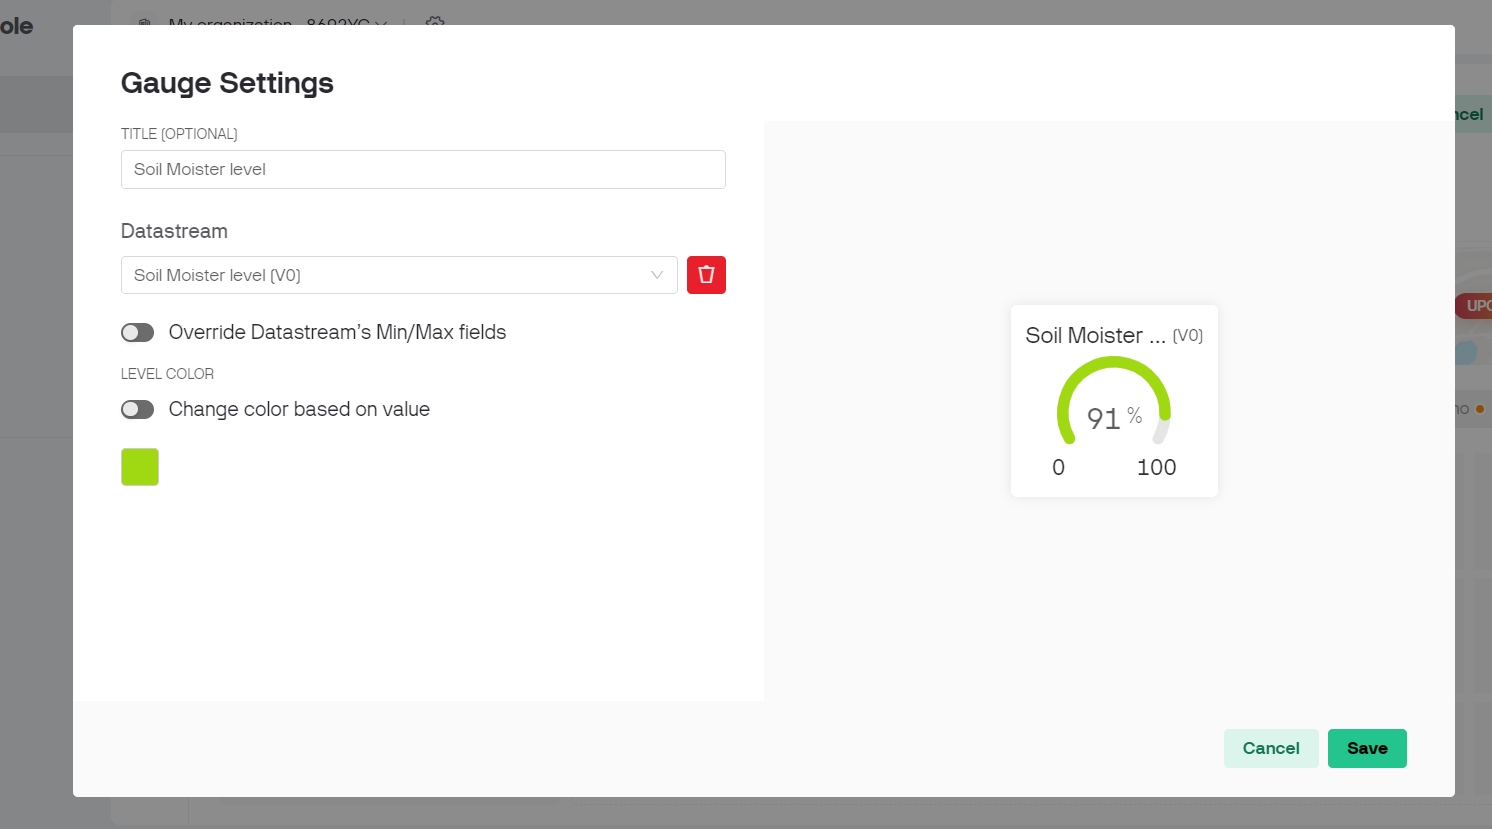 ole
My organization - 8692YC
Gauge Settings
TITLE (OPTIONAL)
Soil Moister level
Datastream
Soil Moister level (V0)
Override Datastream's Min/Max fields
LEVEL COLOR
Change color based on value
Soil Moister ... (V0)
91 %
0 100
ncel
UPG
no
Cancel Save